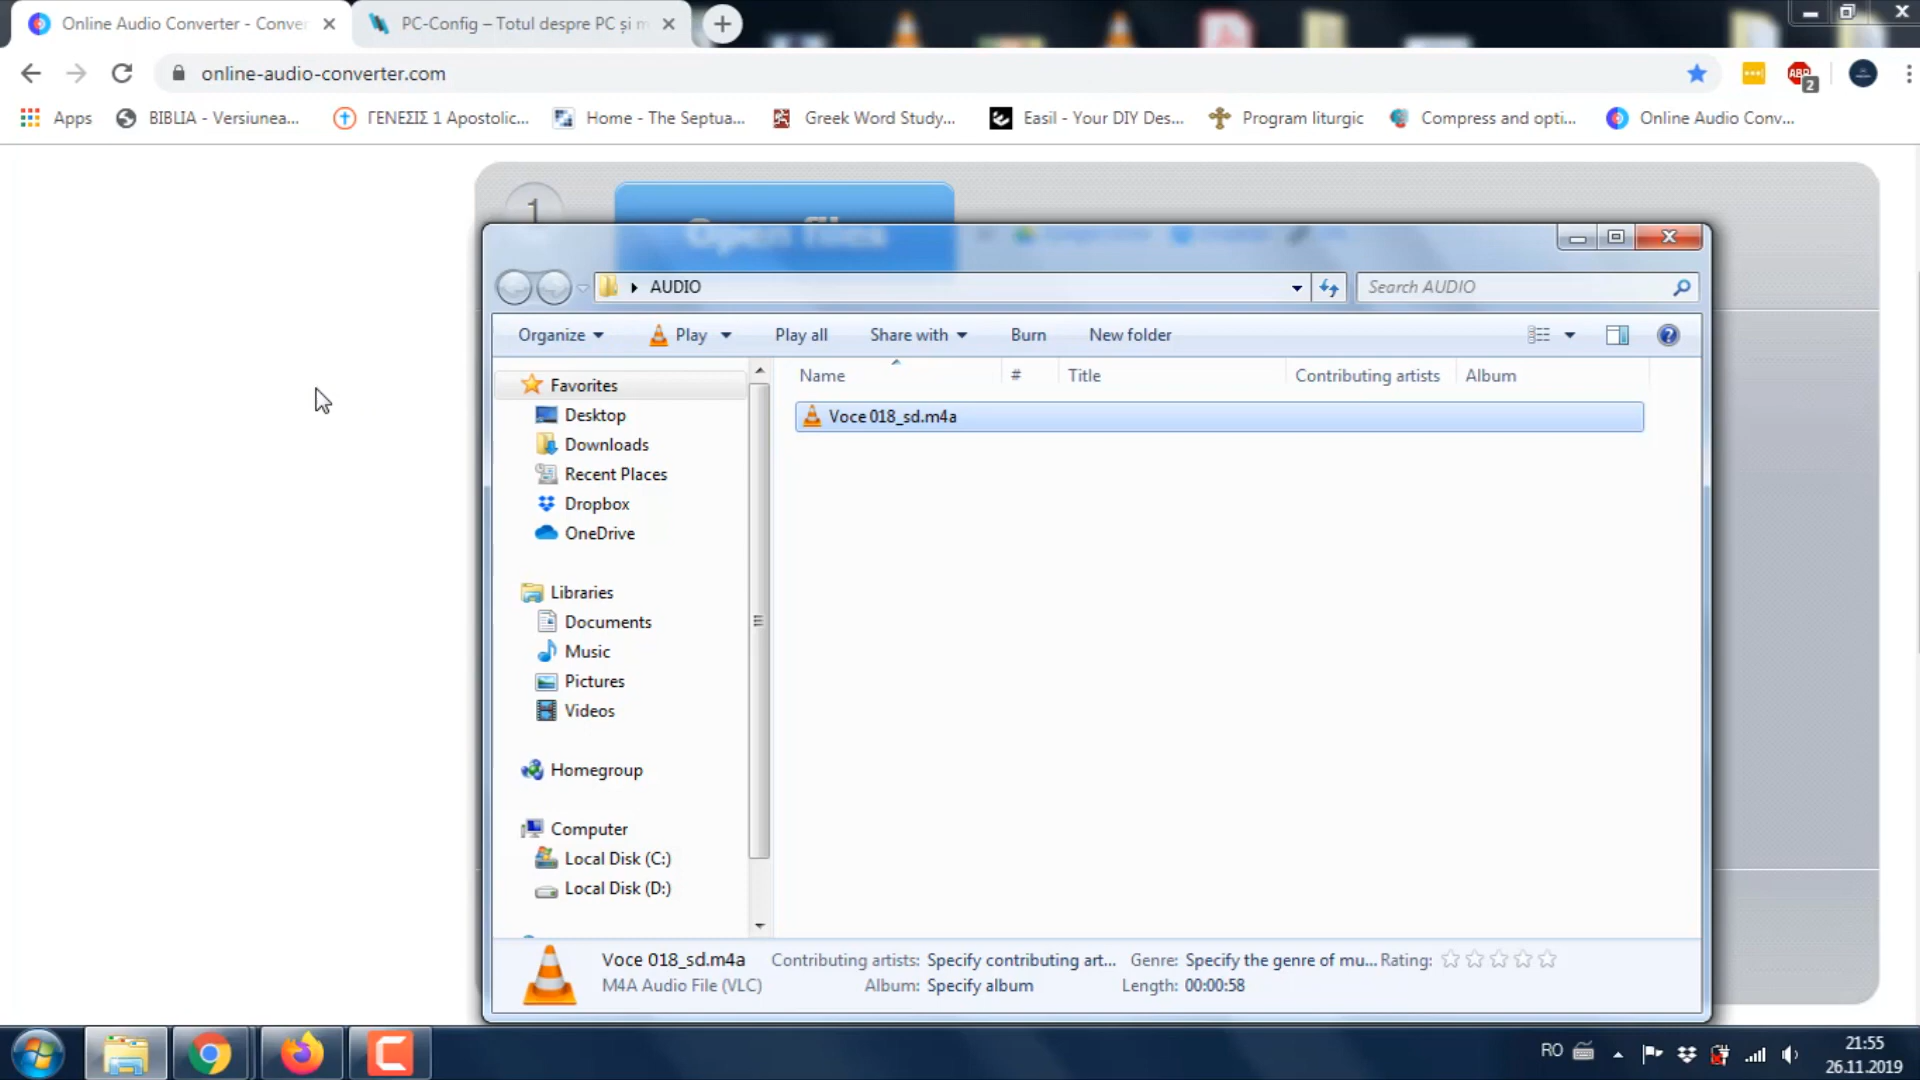 Online Audio Converter - Conver
PC-Config – Totul despre PC și m
online-audio-converter.com
ABP
2
Apps
BIBLIA - Versiunea...
ΓΕΝΕΣΙΣ 1 Apostolic...
Home - The Septua...
Greek Word Study...
Easil - Your DIY Des...
Program liturgic
Compress and opti...
Online Audio Conv...
1
Open files
AUDIO
Search AUDIO
Organize
Play
Play all
Share with
Burn
New folder
Name
#
Title
Contributing artists
Album
Favorites
Desktop
Downloads
Recent Places
Dropbox
OneDrive
Libraries
Documents
Music
Pictures
Videos
Homegroup
Computer
Local Disk (C:)
Local Disk (D:)
Voce 018_sd.m4a
Voce 018_sd.m4a
M4A Audio File (VLC)
Contributing artists: Specify contributing art...
Album: Specify album
Genre: Specify the genre of mu...
Length: 00:00:58
Rating:
RO
21:55
26.11.2019